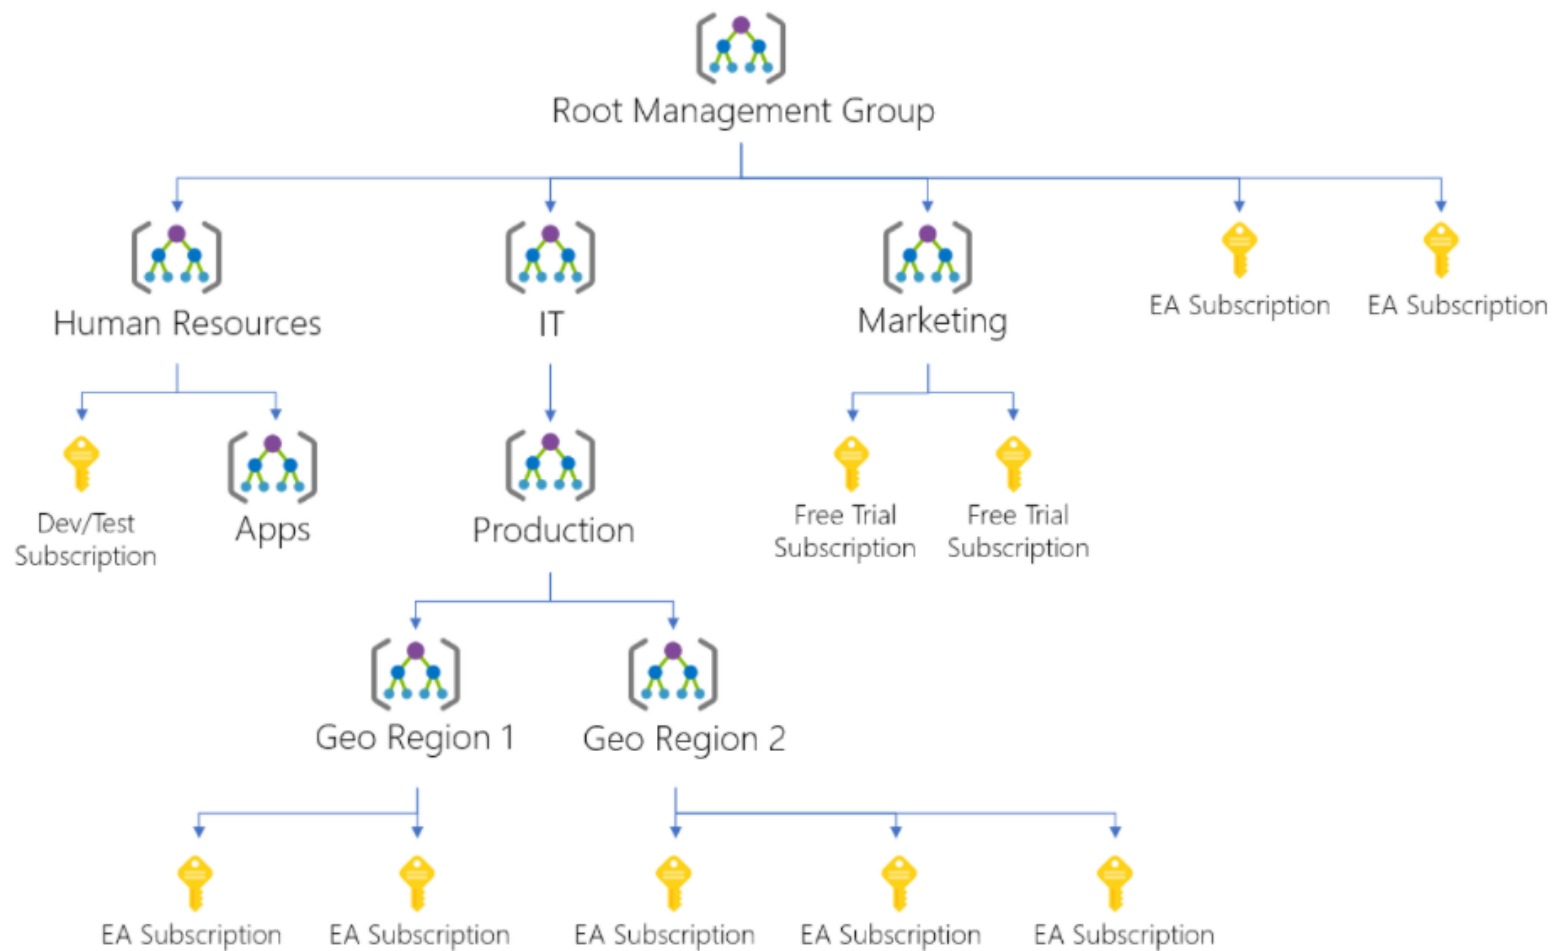 Root Management Group
Human Resources
IT
Marketing
EA Subscription
EA Subscription
Dev/Test
Subscription
Apps
Production
Free Trial
Subscription
Free Trial
Subscription
Geo Region 1
Geo Region 2
EA Subscription
EA Subscription
EA Subscription
EA Subscription
EA Subscription